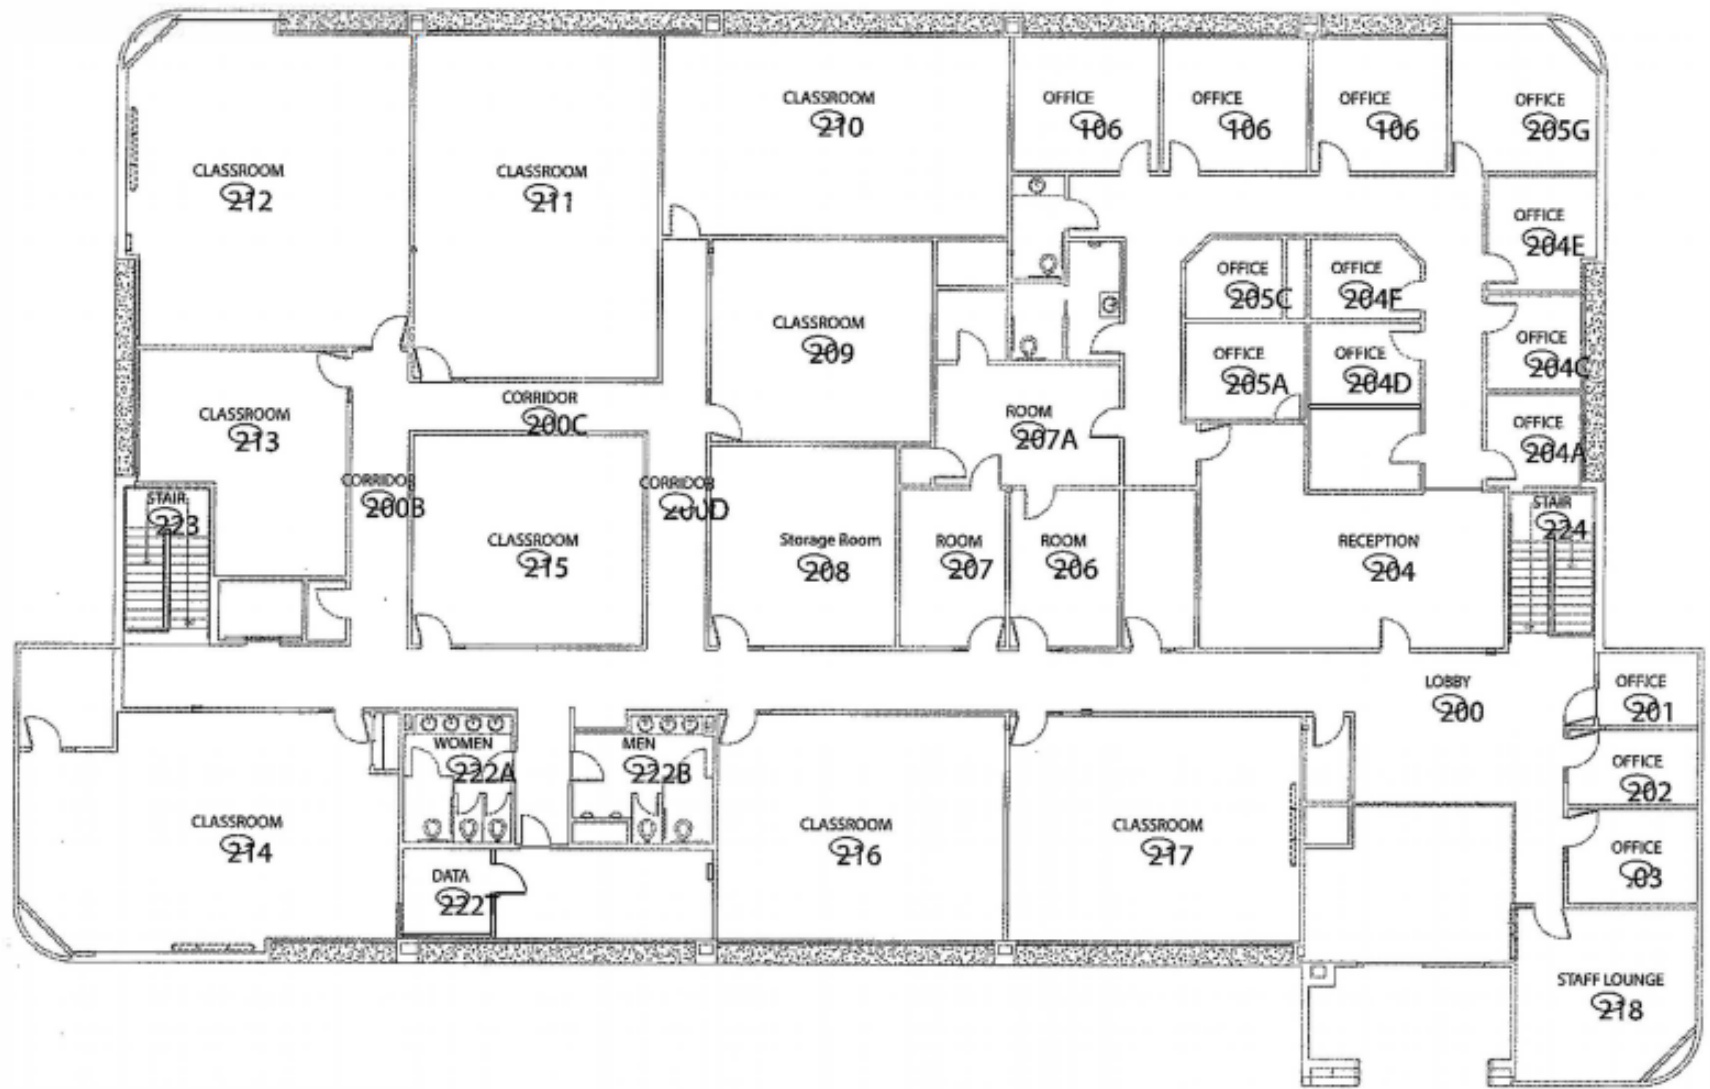 CLASSROOM
210
OFFICE
106
OFFICE
106
OFFICE
106
OFFICE
205G
CLASSROOM
212
CLASSROOM
211
OFFICE
204E
OFFICE
205C
OFFICE
204F
CLASSROOM
209
OFFICE
204C
OFFICE
205A
OFFICE
204D
CORRIDOR
200C
CLASSROOM
213
ROOM
207A
OFFICE
204A
CORRIDOR
200B
CORRIDOR
200D
STAIR
223
STAIR
224
CLASSROOM
215
Storage Room
208
ROOM
207
ROOM
206
RECEPTION
204
LOBBY
200
OFFICE
201
WOMEN
222A
MEN
222B
OFFICE
202
CLASSROOM
214
CLASSROOM
216
CLASSROOM
217
OFFICE
03
DATA
222
STAFF LOUNGE
218